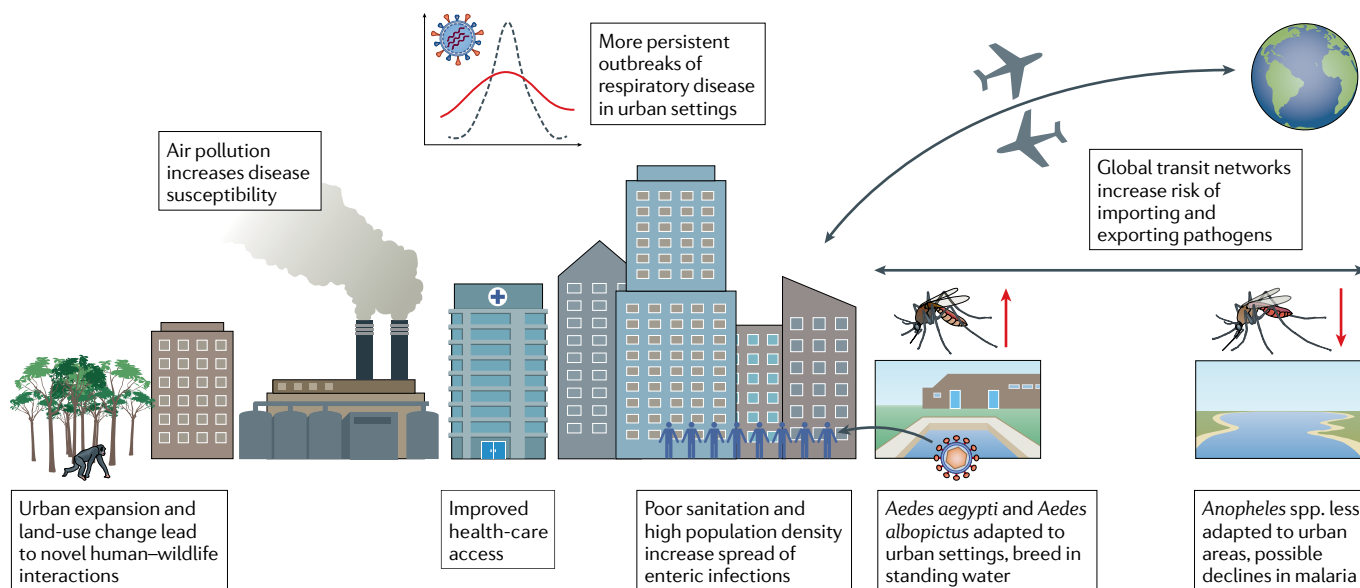 More persistent
outbreaks of
respiratory disease
in urban settings
Air pollution
increases disease
susceptibility
Global transit networks
increase risk of
importing and
exporting pathogens
Urban expansion and
land-use change lead
to novel human–wildlife
interactions
Improved
health-care
access
Poor sanitation and
high population density
increase spread of
enteric infections
Aedes aegypti and Aedes
albopictus adapted to
urban settings, breed in
standing water
Anopheles spp. less
adapted to urban
areas, possible
declines in malaria